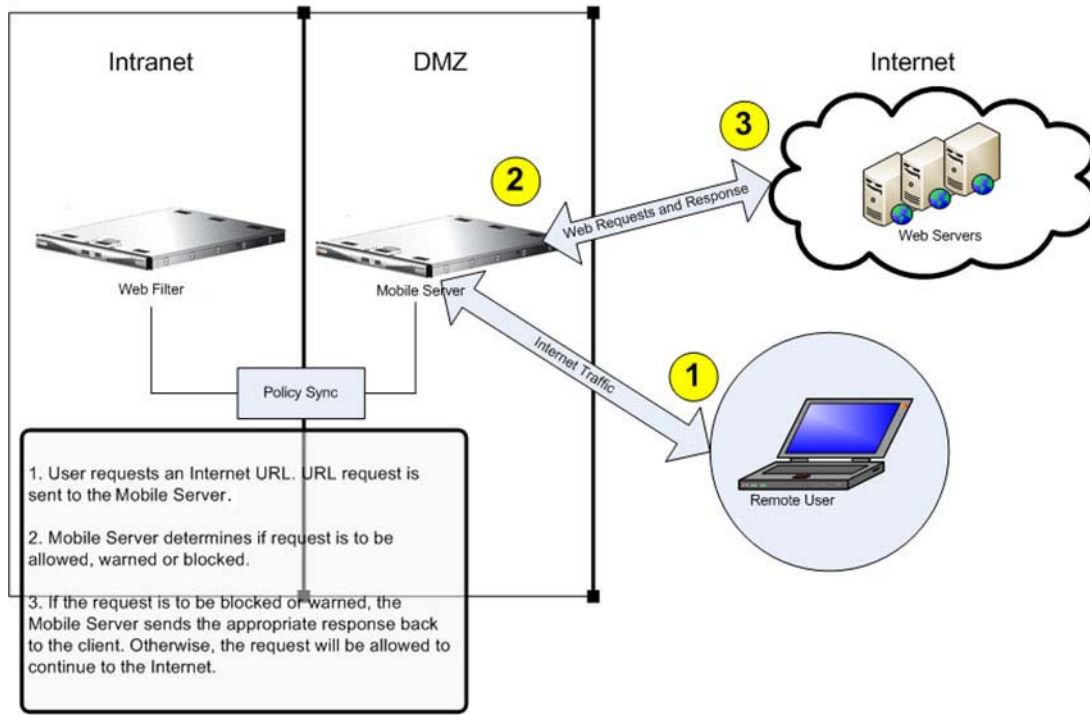 Intranet
DMZ
Internet
3
2
Web Requests and Response
Web Servers
Web Filter
Mobile Server
Internet Traffic
1
Policy Sync
Remote User
1. User requests an Internet URL. URL request is
sent to the Mobile Server.
2. Mobile Server determines if request is to be
allowed, warned or blocked.
3. If the request is to be blocked or warned, the
Mobile Server sends the appropriate response back
to the client. Otherwise, the request will be allowed to
continue to the Internet.